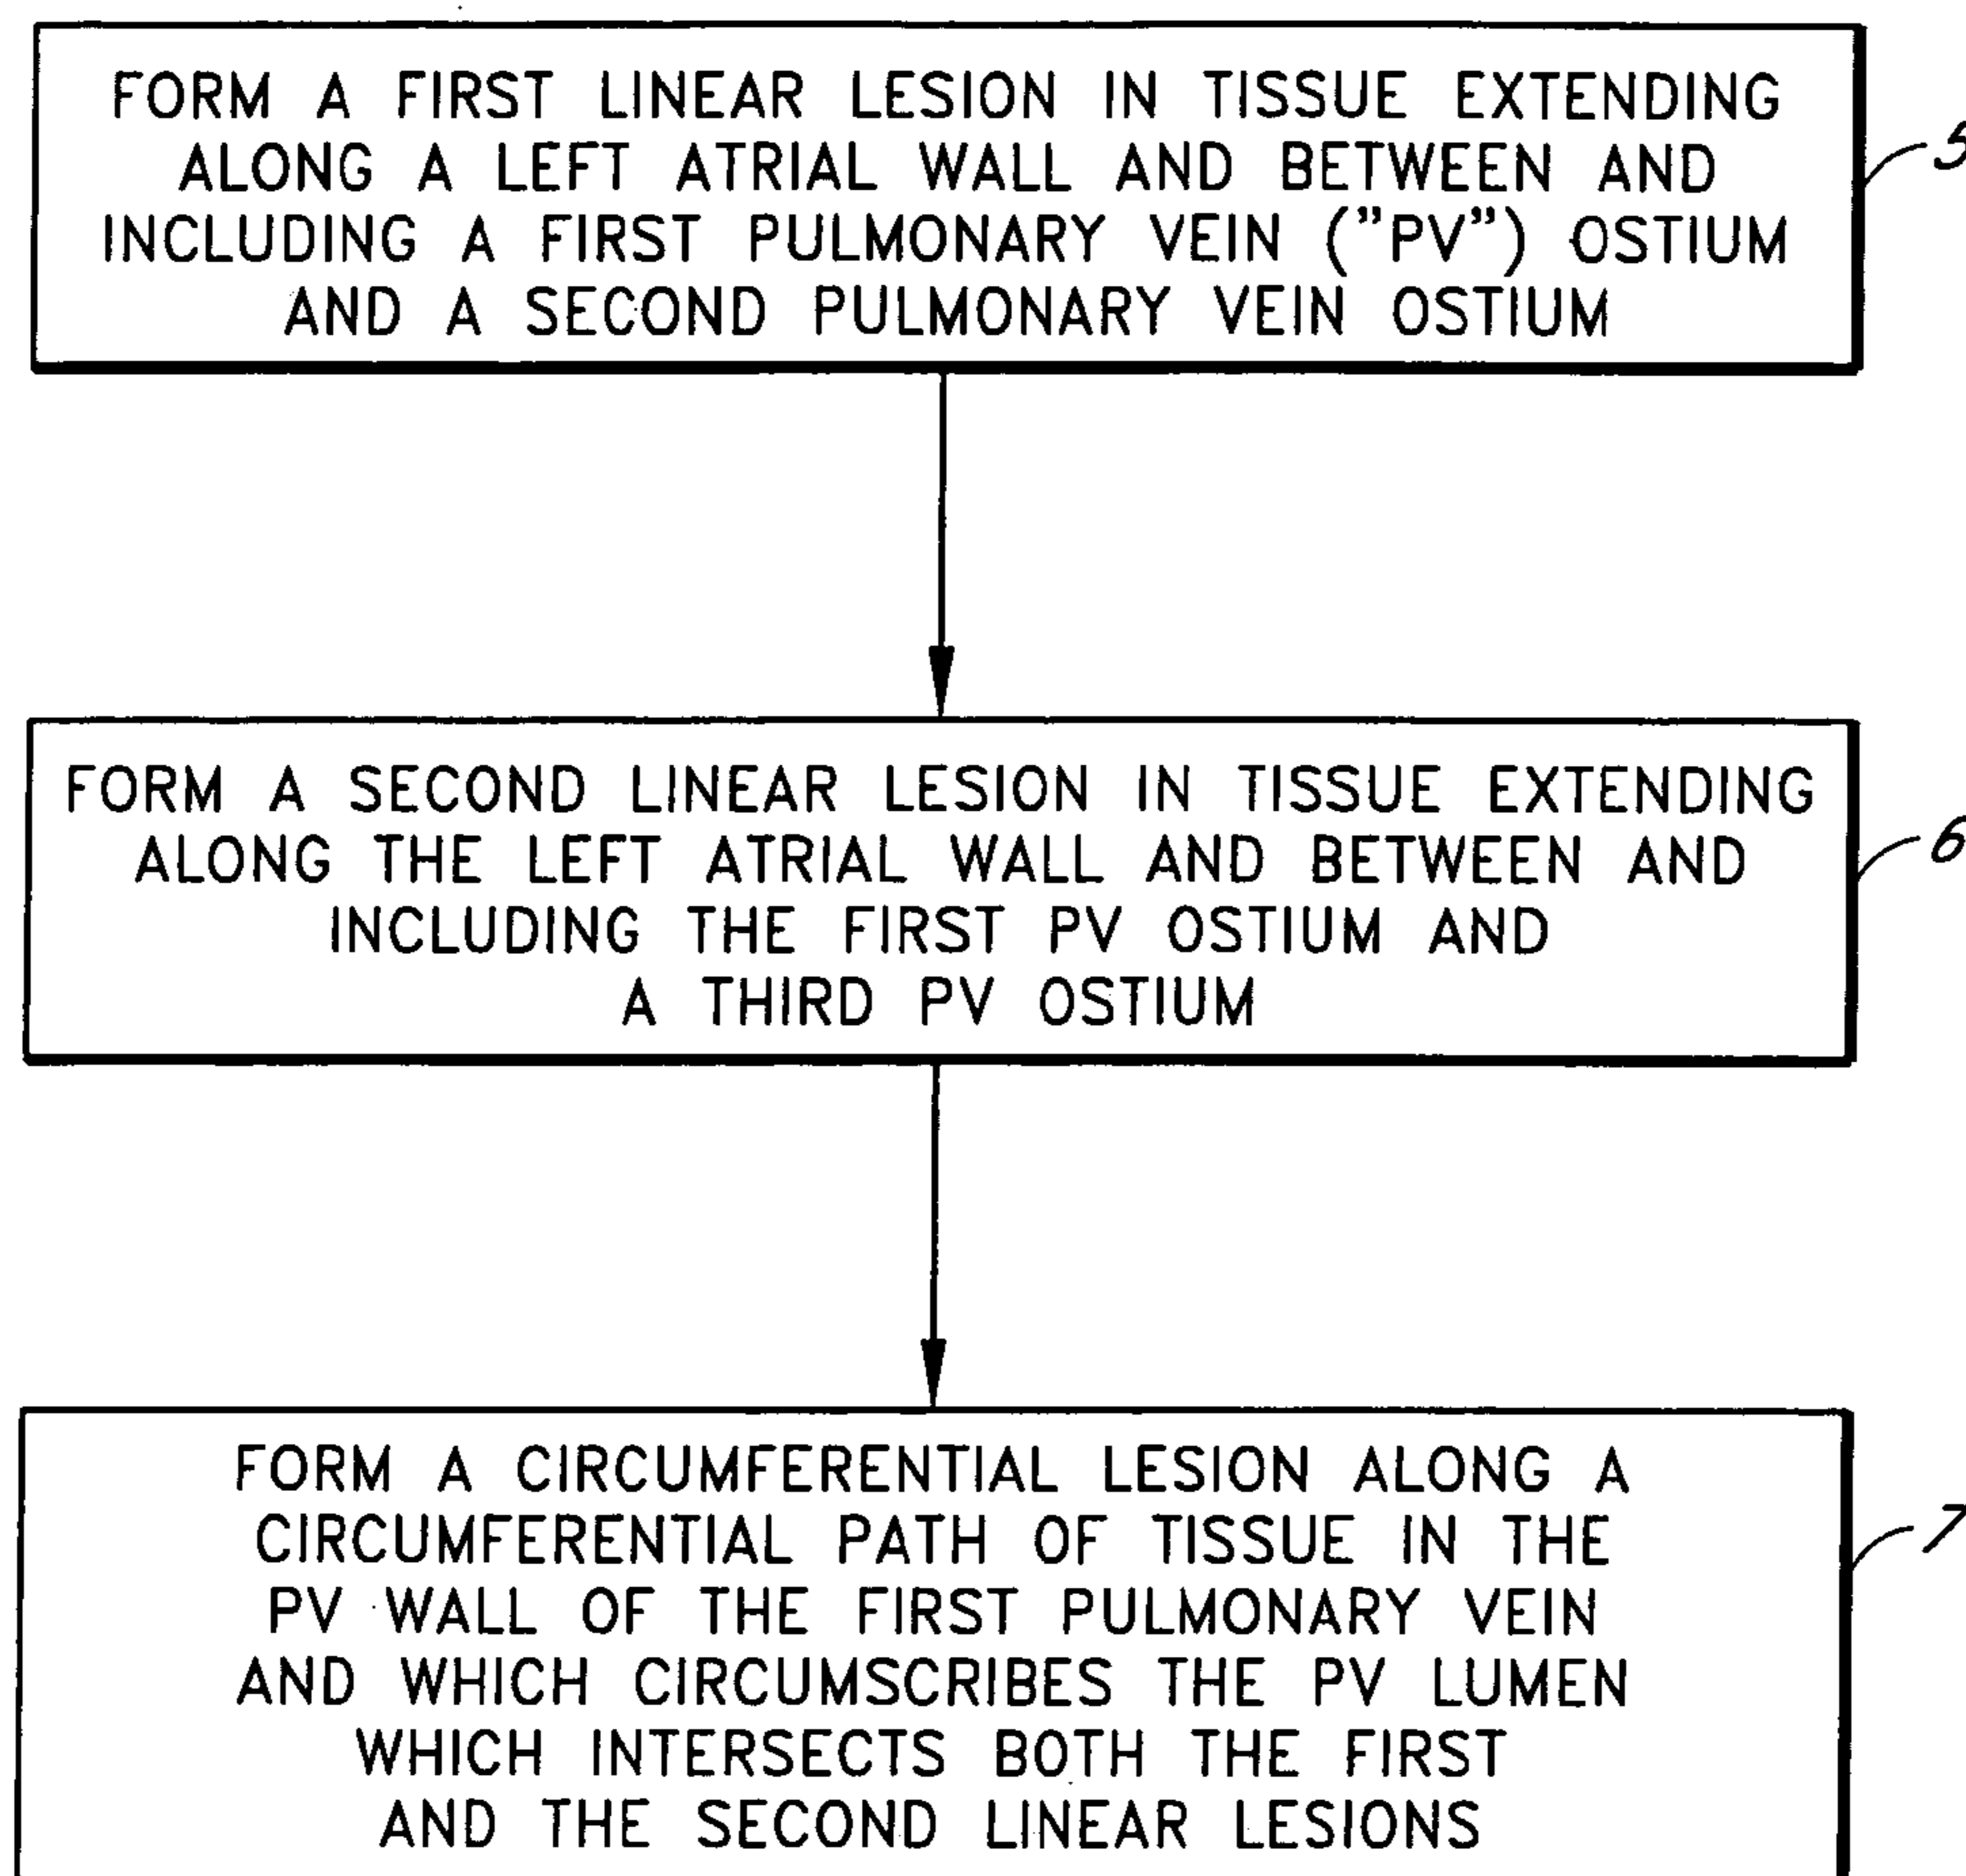 FORM A FIRST LINEAR LESION IN TISSUE EXTENDING
ALONG A LEFT ATRIAL WALL AND BETWEEN AND
INCLUDING A FIRST PULMONARY VEIN ("PV") OSTIUM
AND A SECOND PULMONARY VEIN OSTIUM
5
FORM A SECOND LINEAR LESION IN TISSUE EXTENDING
ALONG THE LEFT ATRIAL WALL AND BETWEEN AND
INCLUDING THE FIRST PV OSTIUM AND
A THIRD PV OSTIUM
6
FORM A CIRCUMFERENTIAL LESION ALONG A
CIRCUMFERENTIAL PATH OF TISSUE IN THE
PV WALL OF THE FIRST PULMONARY VEIN
AND WHICH CIRCUMSCRIBES THE PV LUMEN
WHICH INTERSECTS BOTH THE FIRST
AND THE SECOND LINEAR LESIONS
7